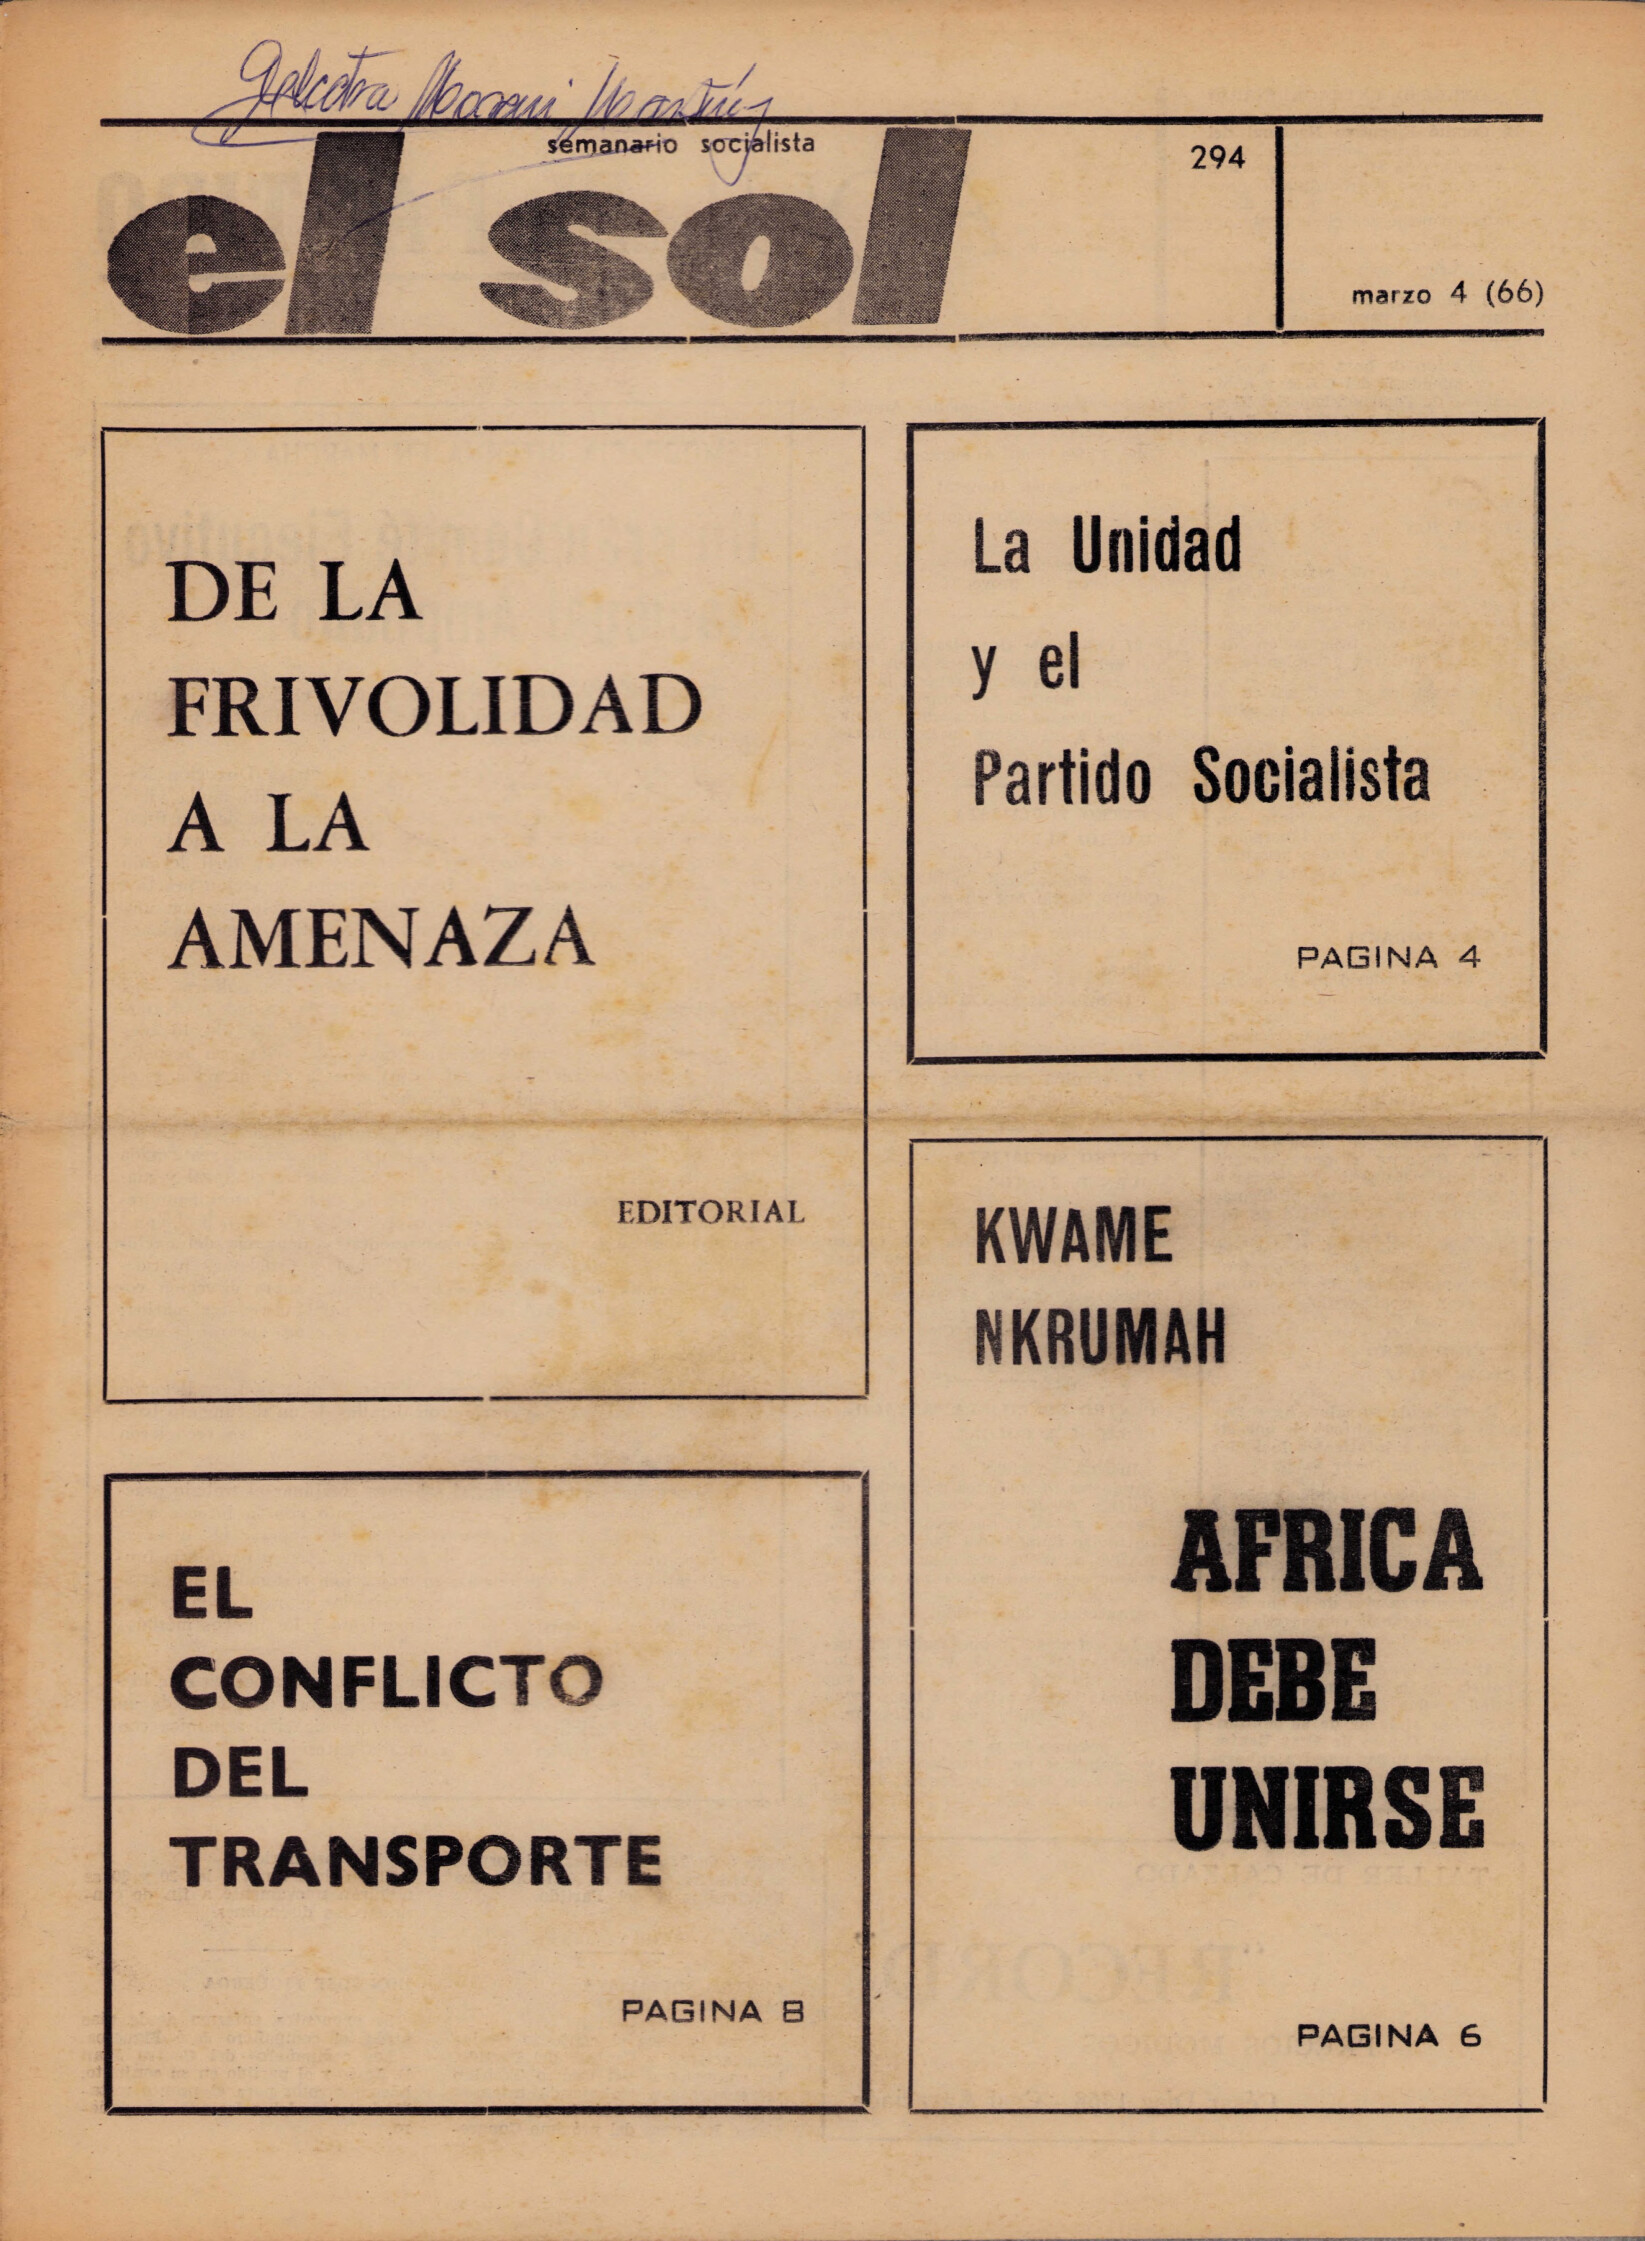 semanario socialista
el sol
294
marzo 4 (66)
DE LA
FRIVOLIDAD
A LA
AMENAZA
EDITORIAL
La Unidad
y el
Partido Socialista
PAGINA 4
KWAME
NKRUMAH
AFRICA
DEBE
UNIRSE
PAGINA 6
EL
CONFLICTO
DEL
TRANSPORTE
PAGINA 8